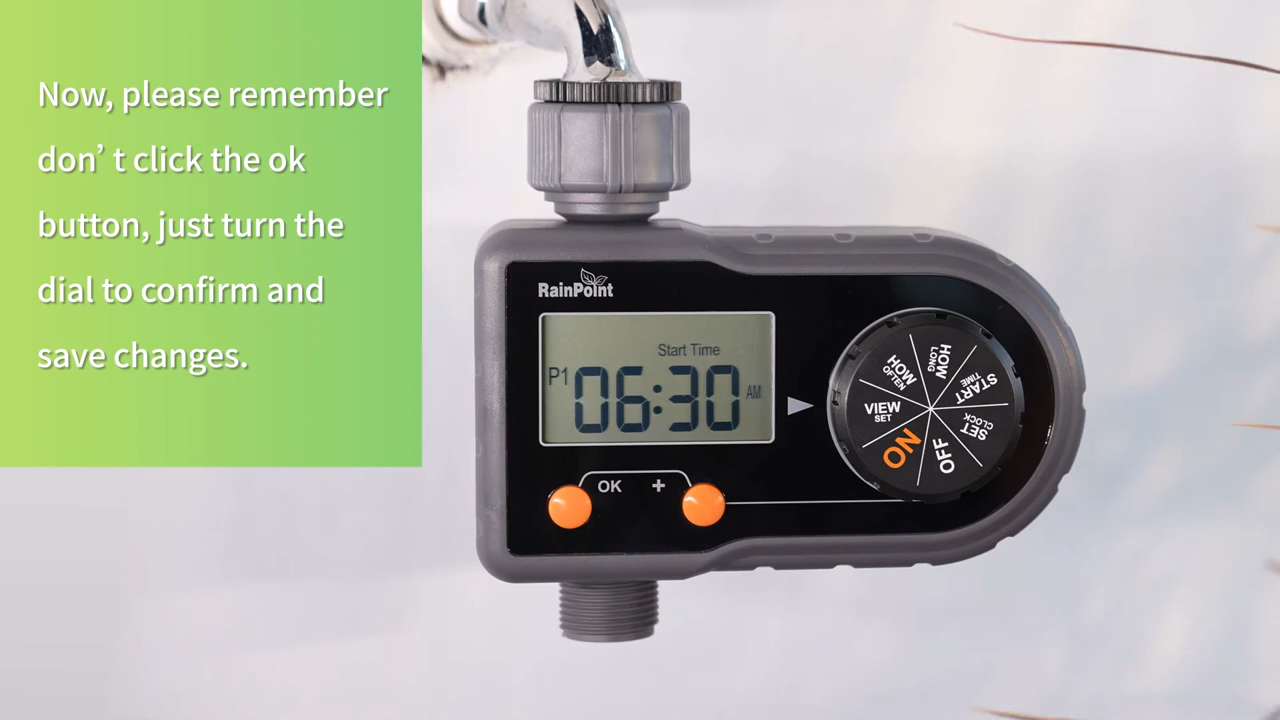 Now, please remember
don’t click the ok
button, just turn the
dial to confirm and
save changes.
RainPoint
Start Time
P1 06:30 AM
OK +
HOW OFTEN
HOW LONG
START TIME
SET CLOCK
OFF
ON
VIEW SET